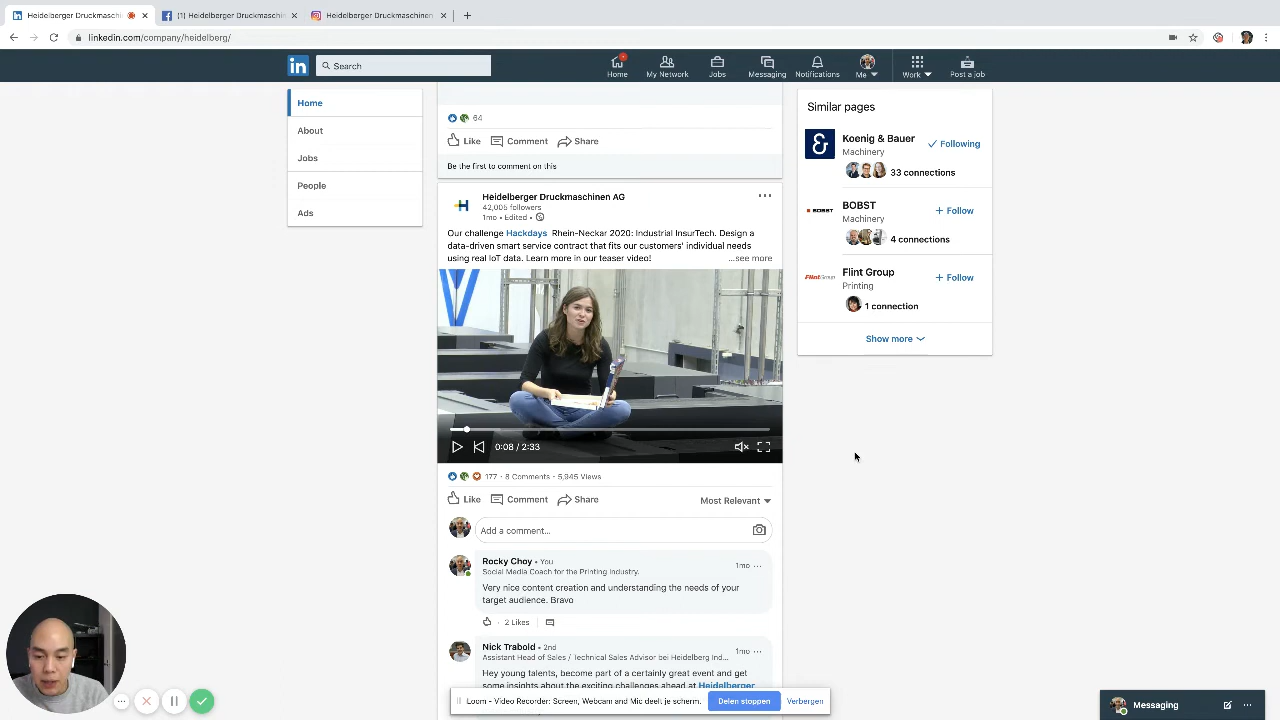 Heidelberger Druckmaschi
(1) Heidelberger Druckmaschin
Heidelberger Druckmaschinen
linkedin.com/company/heidelberg/
in
Search
Home
My Network
Jobs
Messaging
Notifications
Me
Work
Post a job
Home
About
Jobs
People
Ads
64
Like
Comment
Share
Be the first to comment on this
Heidelberger Druckmaschinen AG
42,005 followers
1mo • Edited •
Our challenge Hackdays Rhein-Neckar 2020: Industrial InsurTech. Design a
data-driven smart service contract that fits our customers' individual needs
using real IoT data. Learn more in our teaser video!
...see more
0:08 / 2:33
177 · 8 Comments · 5,945 Views
Like
Comment
Share
Most Relevant
Add a comment...
Rocky Choy • You
1mo
Social Media Coach for the Printing Industry.
Very nice content creation and understanding the needs of your
target audience. Bravo
2 Likes
Nick Trabold • 2nd
1mo
Assistant Head of Sales / Technical Sales Advisor bei Heidelberg Ind...
Hey young talents, become part of a certainly great event and get
some insights about the exciting challenges ahead at Heidelberger
Similar pages
Koenig & Bauer
Machinery
Following
33 connections
BOBST
BOBST
Machinery
+ Follow
4 connections
Flint Group
Printing
+ Follow
1 connection
Show more
Loom - Video Recorder: Screen, Webcam and Mic deelt je scherm.
Delen stoppen
Verbergen
Messaging